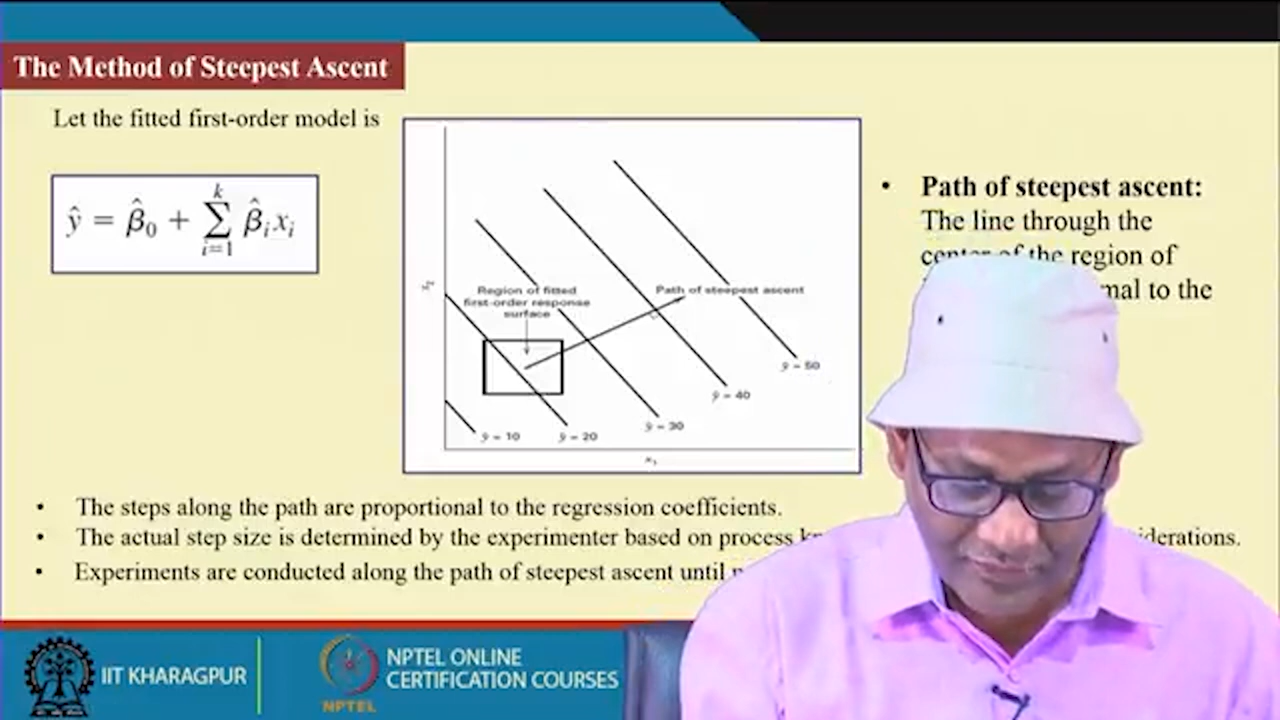 The Method of Steepest Ascent
Let the fitted first-order model is
ŷ = β̂₀ + Σᵢ₌₁ᵏ β̂ᵢxᵢ
x₂
Region of fitted
first-order response
surface
Path of steepest ascent
ŷ = 10
ŷ = 20
ŷ = 30
ŷ = 40
ŷ = 50
x₁
• Path of steepest ascent:
The line through the
center of the region of
to the
• The steps along the path are proportional to the regression coefficients.
• The actual step size is determined by the experimenter based on process
• Experiments are conducted along the path of steepest ascent until
IIT KHARAGPUR
NPTEL
NPTEL ONLINE
CERTIFICATION COURSES